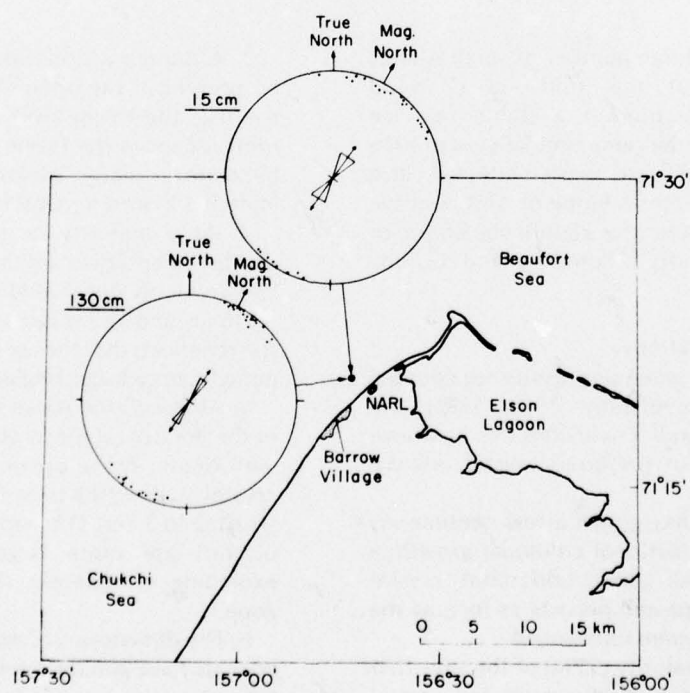 True
North
Mag.
North
15 cm
71°30'
True
North
Mag.
North
130 cm
Beaufort
Sea
NARL
Elson
Lagoon
Barrow
Village
71°15'
Chukchi
Sea
0 5 10 15 km
157°30'
157°00'
156°30'
156°00'